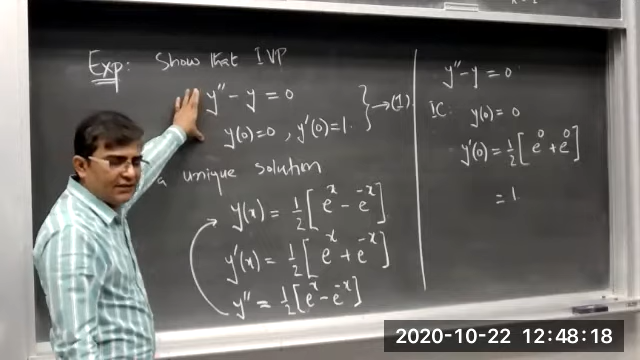 Exp: Show that IVP
y'' - y = 0
y(0)=0 , y'(0)=1. } → (1)
a unique solution
y(x) = 1/2 [e^x - e^-x]
y'(x) = 1/2 [e^x + e^-x]
y'' = 1/2 [e^x - e^-x]
y'' - y = 0
IC: y(0) = 0
y'(0) = 1/2 [e^0 + e^0]
= 1.
2020-10-22 12:48:18